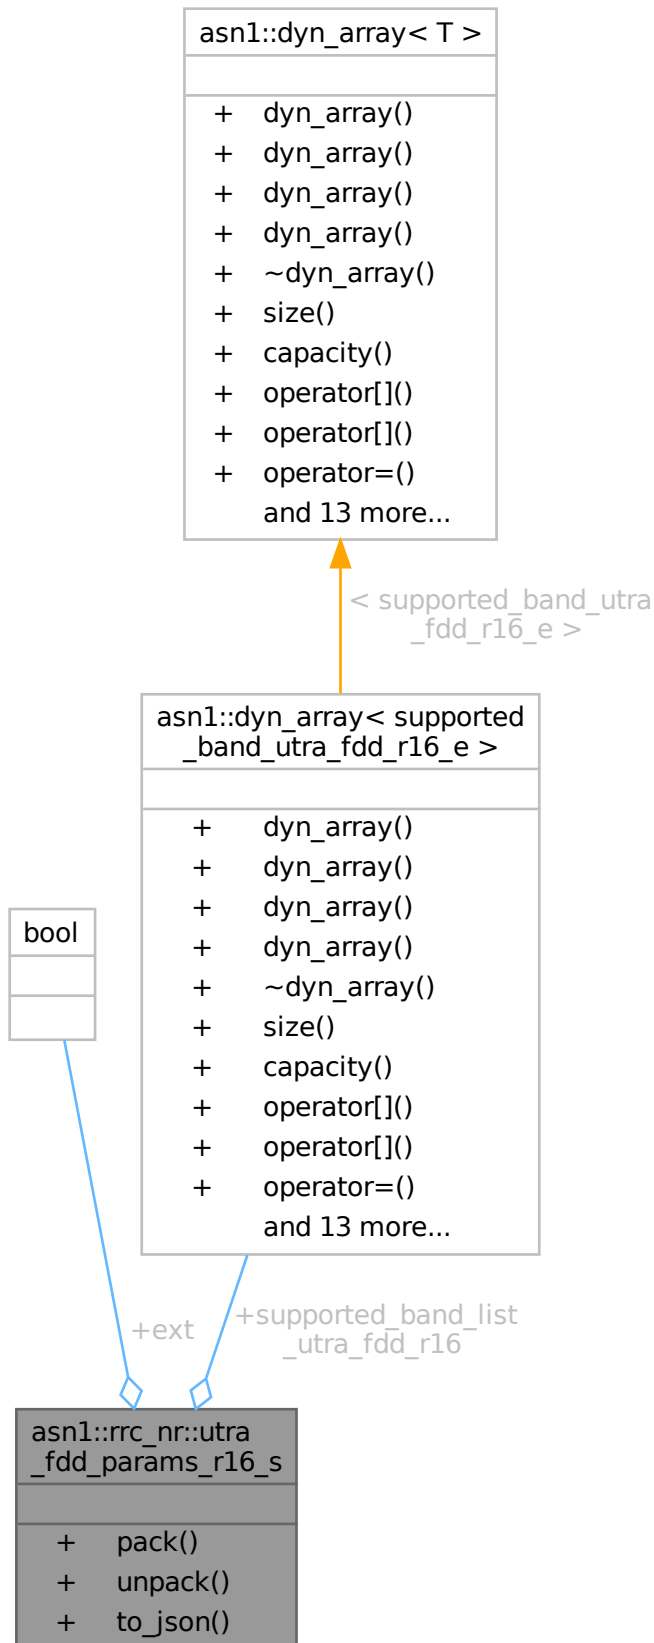 asn1::dyn_array< T >
+ dyn_array()
+ dyn_array()
+ dyn_array()
+ dyn_array()
+ ~dyn_array()
+ size()
+ capacity()
+ operator[]()
+ operator[]()
+ operator=()
and 13 more...
< supported_band_utra
_fdd_r16_e >
asn1::dyn_array< supported
_band_utra_fdd_r16_e >
+ dyn_array()
+ dyn_array()
+ dyn_array()
+ dyn_array()
+ ~dyn_array()
+ size()
+ capacity()
+ operator[]()
+ operator[]()
+ operator=()
and 13 more...
bool
+ext
+supported_band_list
_utra_fdd_r16
asn1::rrc_nr::utra
_fdd_params_r16_s
+ pack()
+ unpack()
+ to_json()